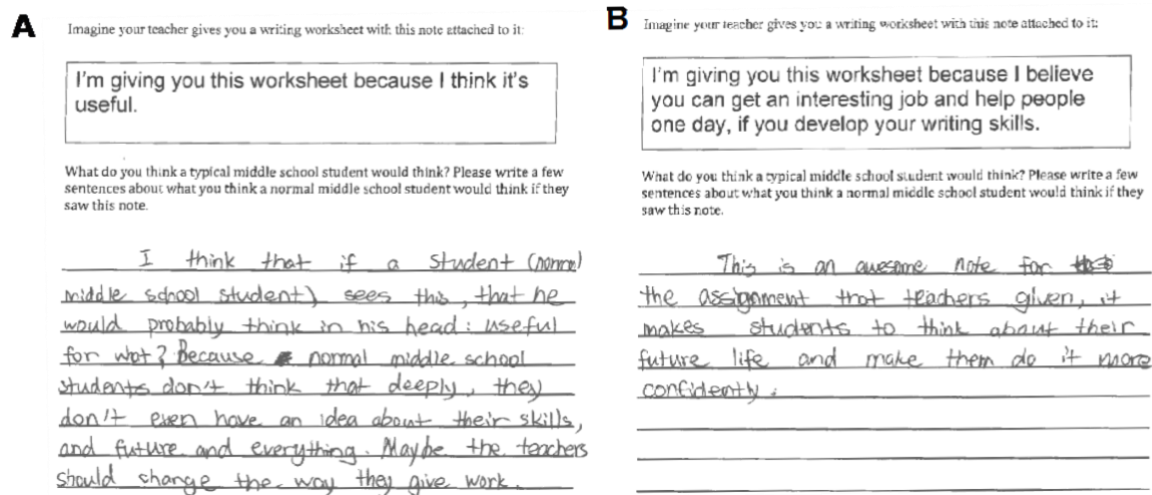 A
Imagine your teacher gives you a writing worksheet with this note attached to it:
I'm giving you this worksheet because I think it's
useful.
What do you think a typical middle school student would think? Please write a few
sentences about what you think a normal middle school student would think if they
saw this note.
I think that if a student (normal
middle school student) sees this, that he
would probably think in his head: useful
for wot? Because normal middle school
students don't think that deeply, they
don't even have an idea about their skills,
and future and everything. Maybe the teachers
should change the way they give work.
B
Imagine your teacher gives you a writing worksheet with this note attached to it:
I'm giving you this worksheet because I believe
you can get an interesting job and help people
one day, if you develop your writing skills.
What do you think a typical middle school student would think? Please write a few
sentences about what you think a normal middle school student would think if they
saw this note.
This is an awesome note for
the assignment that teachers given, it
makes students to think about their
future life and make them do it more
confidently.